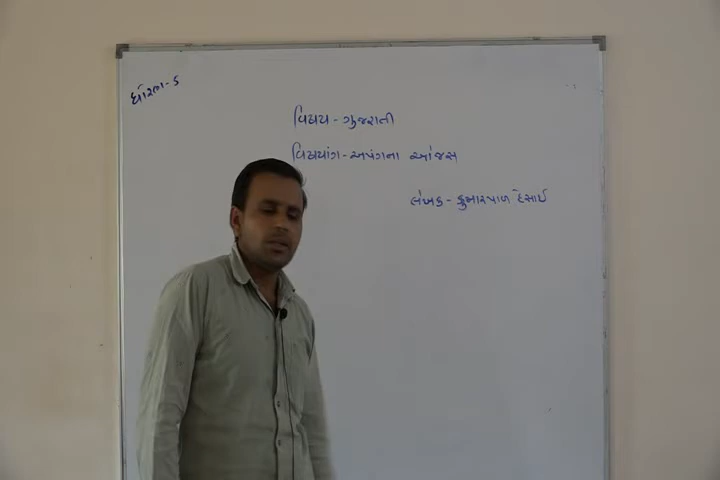 ધોરણ-૬
વિષય - ગુજરાતી
વિષયાંગ - અપંગના ઓજસ
લેખક - કુમારપાળ દેસાઈ